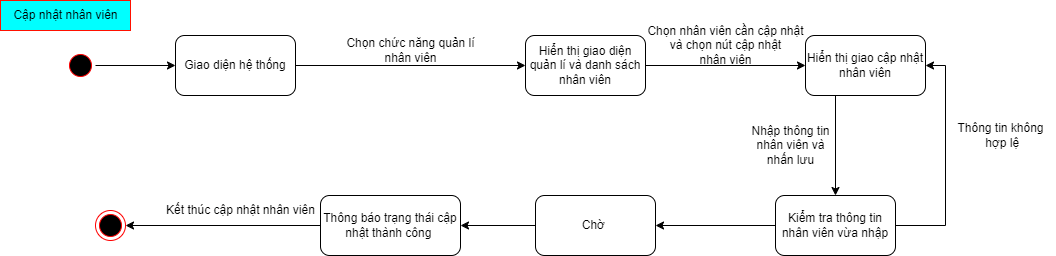 Cập nhật nhân viên
Giao diện hệ thống
Chọn chức năng quản lí
nhân viên
Hiển thị giao diện
quản lí và danh sách
nhân viên
Chọn nhân viên cần cập nhật
và chọn nút cập nhật
nhân viên
Hiển thị giao cập nhật
nhân viên
Thông tin không
hợp lệ
Nhập thông tin
nhân viên và
nhấn lưu
Kiểm tra thông tin
nhân viên vừa nhập
Chờ
Thông báo trạng thái cập
nhật thành công
Kết thúc cập nhật nhân viên